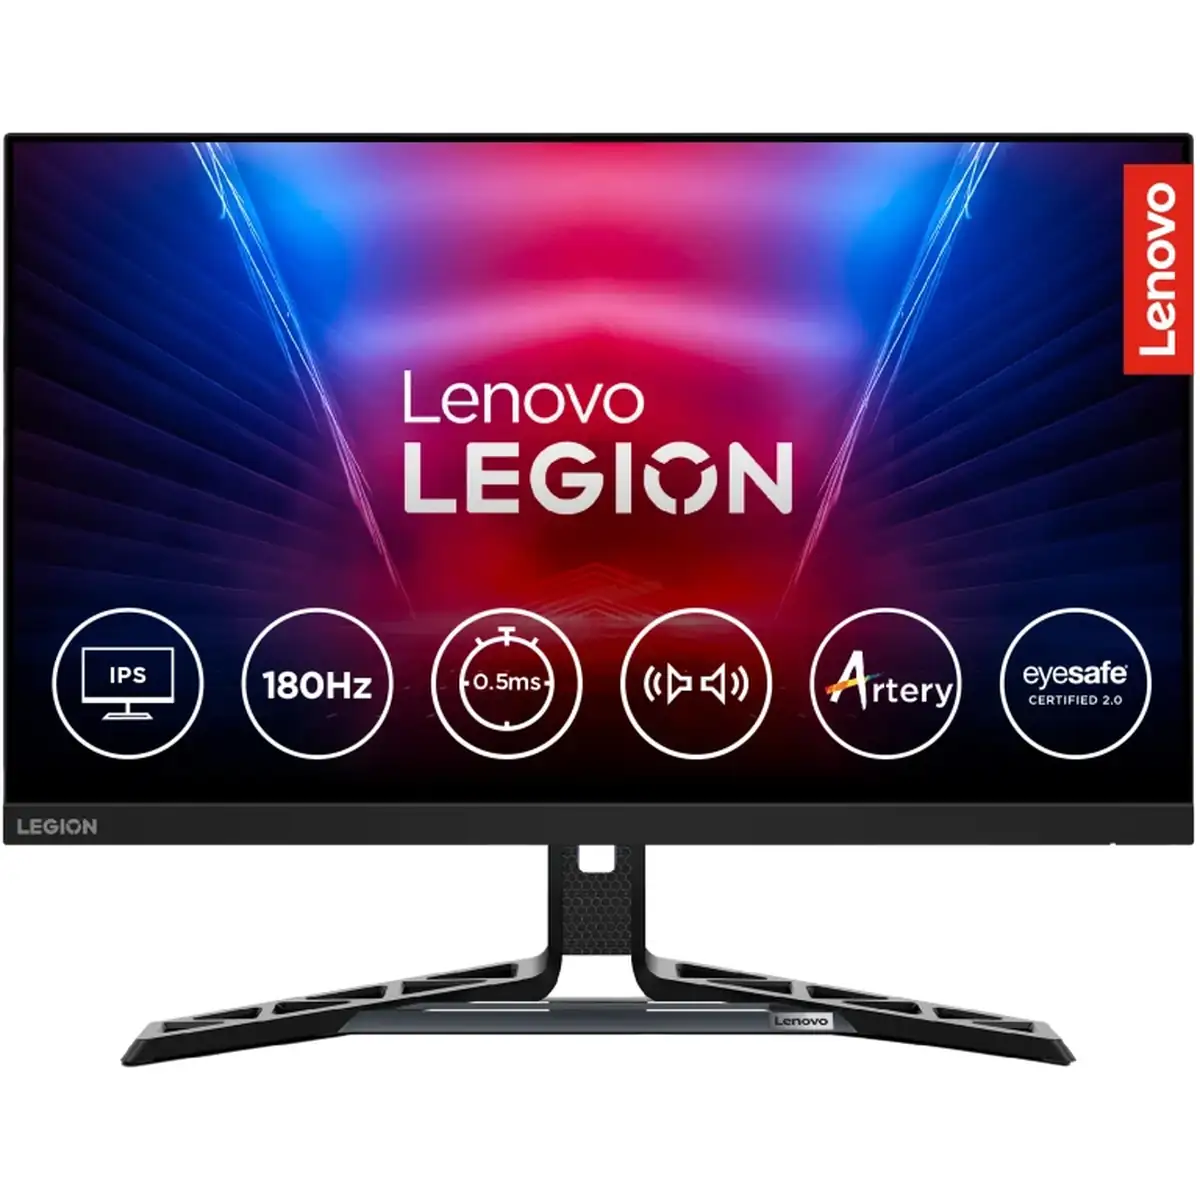 Lenovo
Lenovo
LEGION
IPS
180Hz
0.5ms
Artery
eyesafe®
CERTIFIED 2.0
LEGION
Lenovo